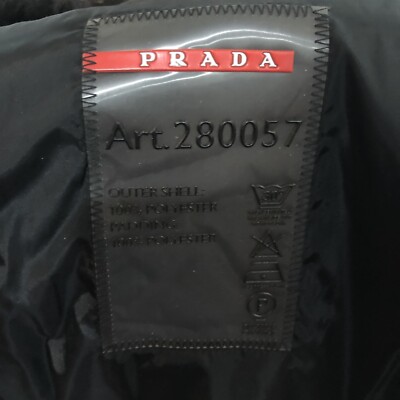 PRADA
Art.280057
OUTER SHELL:
100% POLYESTER
PADDING:
100% POLYESTER
P